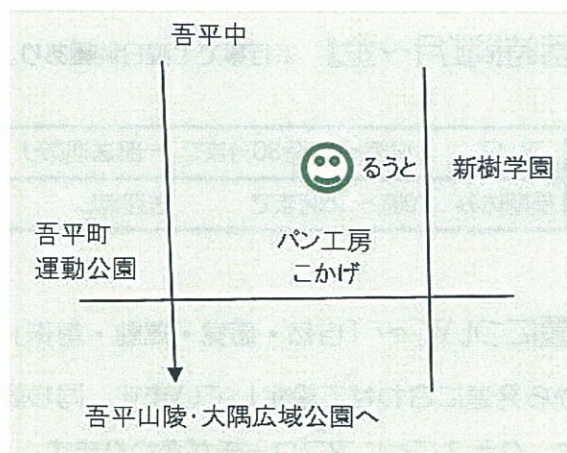 吾平中
るうと
新樹学園
吾平町
運動公園
パン工房
こかげ
吾平山陵・大隅広域公園へ